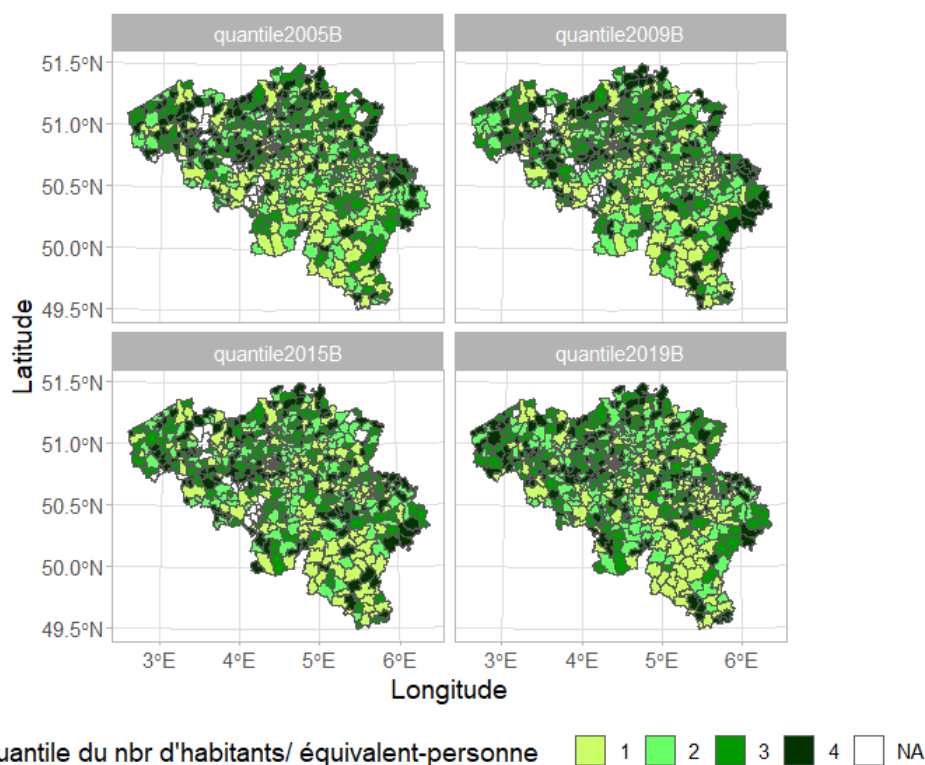 quantile2005B quantile2009B
51.5°N
51.0°N
50.5°N
50.0°N
49.5°N
quantile2015B quantile2019B
51.5°N
51.0°N
50.5°N
50.0°N
49.5°N
Latitude
3°E 4°E 5°E 6°E 3°E 4°E 5°E 6°E
Longitude
uantile du nbr d'habitants/ équivalent-personne 1 2 3 4 NA